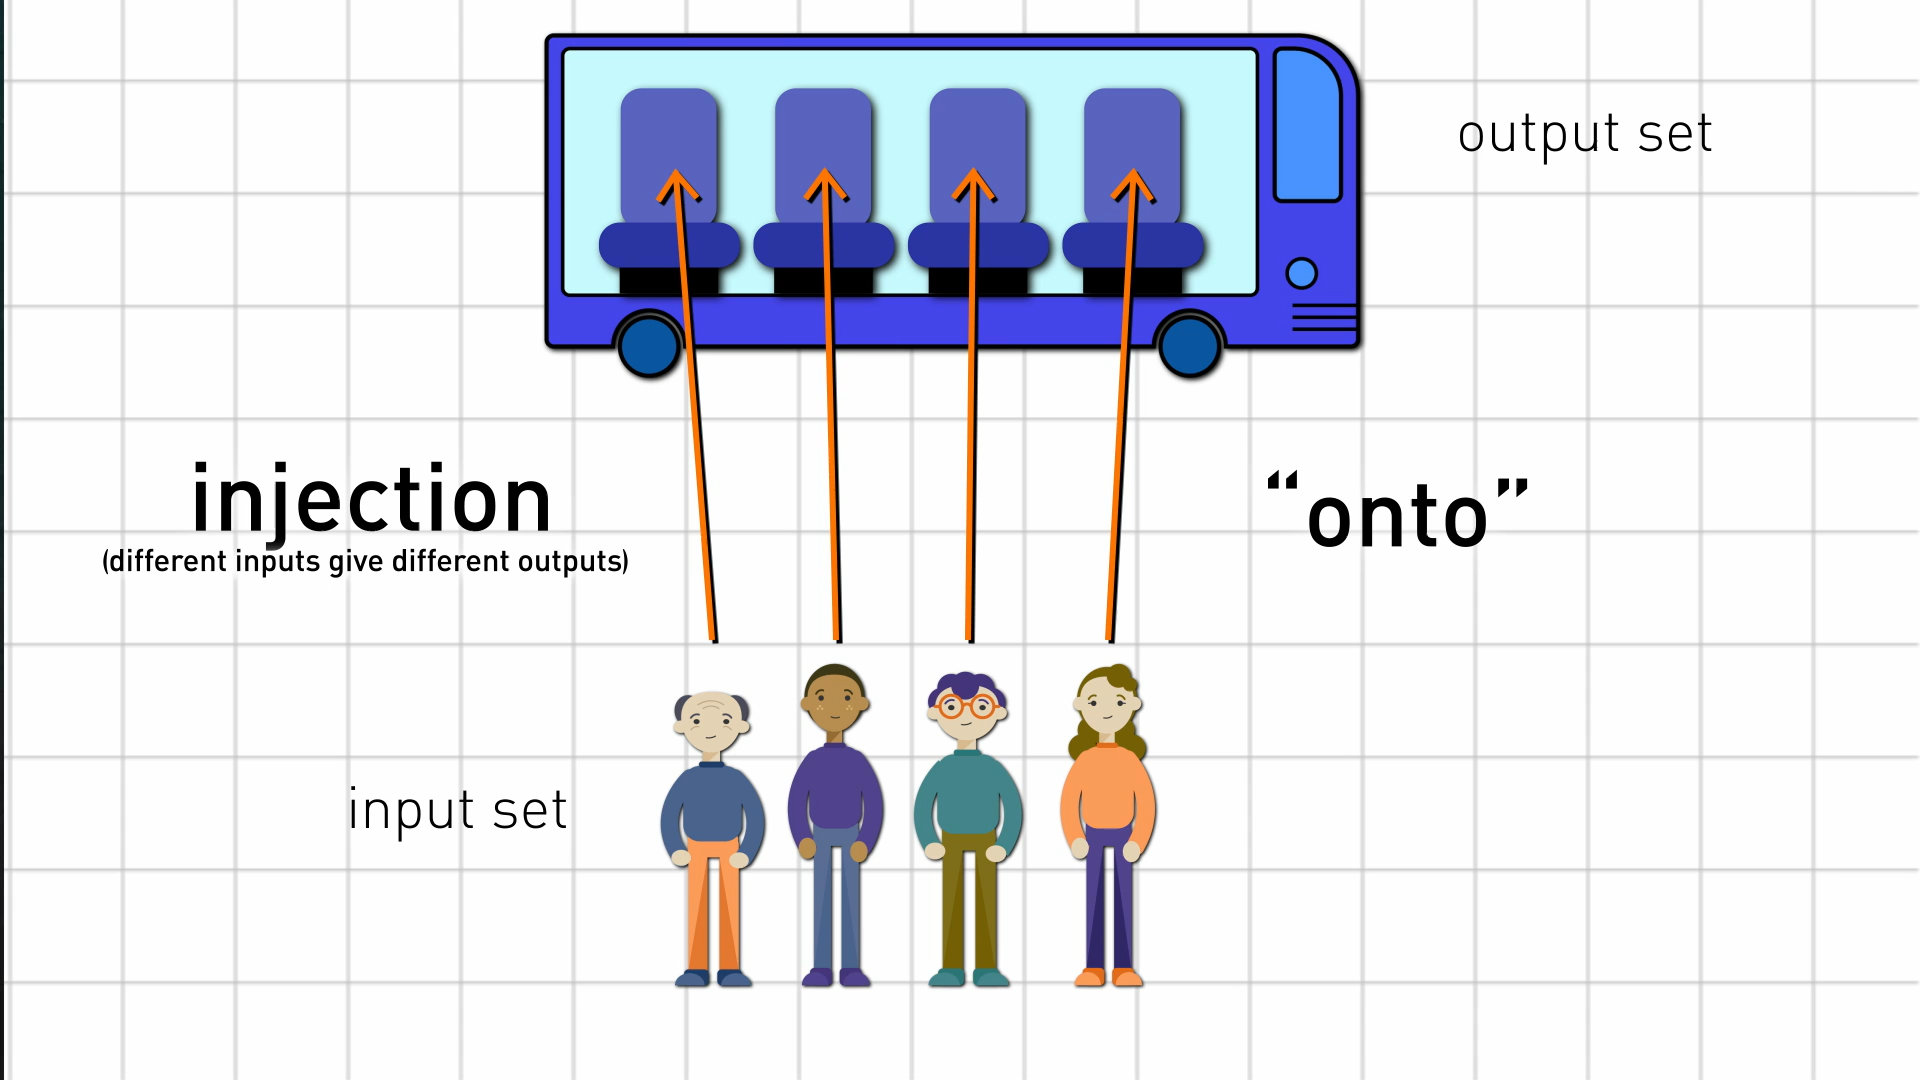 output set
injection
(different inputs give different outputs)
“onto”
input set